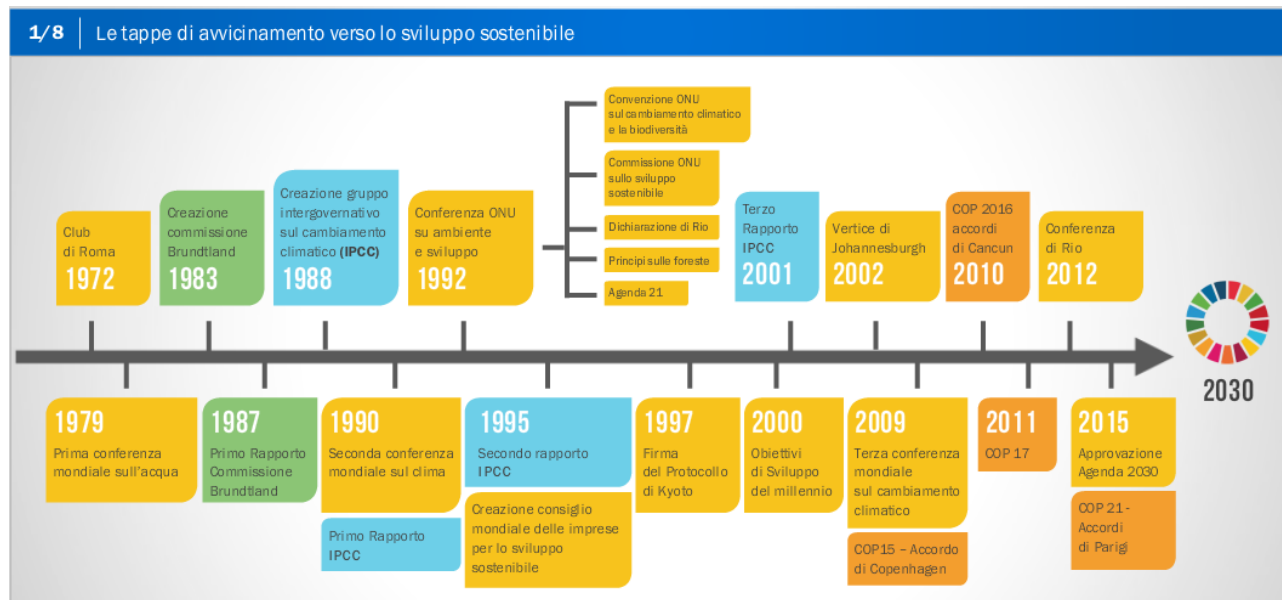 1/8 Le tappe di avvicinamento verso lo sviluppo sostenibile
Club
di Roma
1972
Creazione
commissione
Brundtland
1983
Creazione gruppo
intergovernativo
sul cambiamento
climatico (IPCC)
1988
Conferenza ONU
su ambiente
e sviluppo
1992
Convenzione ONU
sul cambiamento climatico
e la biodiversità
Commissione ONU
sullo sviluppo
sostenibile
Dichiarazione di Rio
Principi sulle foreste
Agenda 21
Terzo
Rapporto
IPCC
2001
Vertice di
Johannesburgh
2002
COP 2016
accordi
di Cancun
2010
Conferenza
di Rio
2012
2030
1979
Prima conferenza
mondiale sull'acqua
1987
Primo Rapporto
Commissione
Brundtland
1990
Seconda conferenza
mondiale sul clima
Primo Rapporto
IPCC
1995
Secondo rapporto
IPCC
Creazione consiglio
mondiale delle imprese
per lo sviluppo
sostenibile
1997
Firma
del Protocollo
di Kyoto
2000
Obiettivi
di Sviluppo
del millennio
2009
Terza conferenza
mondiale
sul cambiamento
climatico
COP15 – Accordo
di Copenhagen
2011
COP 17
2015
Approvazione
Agenda 2030
COP 21 -
Accordi
di Parigi